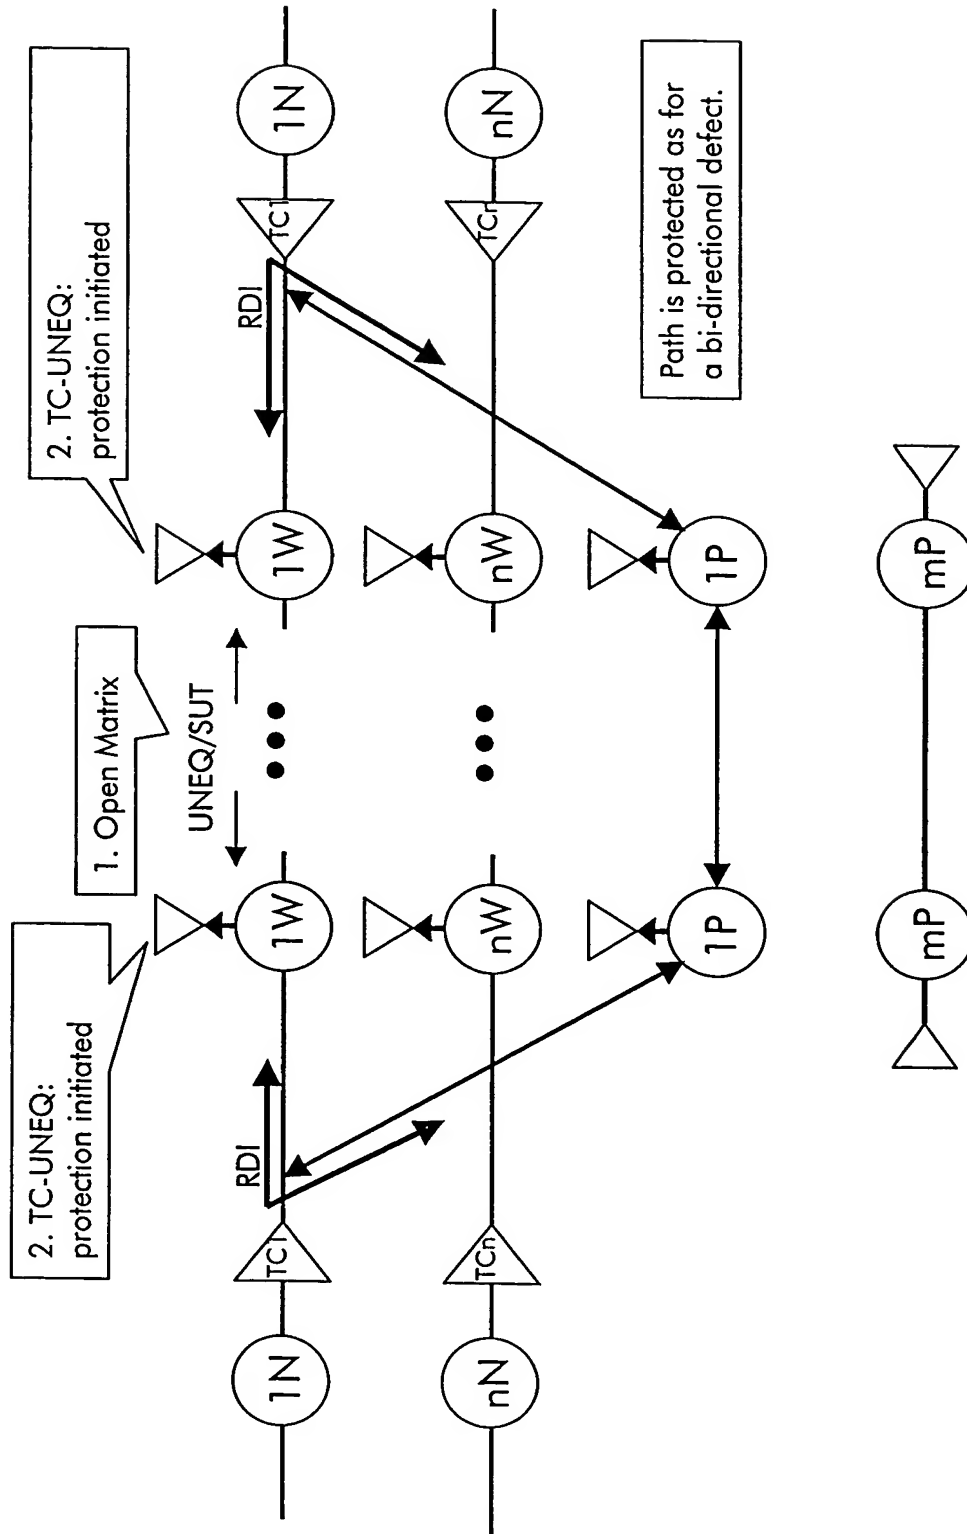 2. TC-UNEQ:
protection initiated
2. TC-UNEQ:
protection initiated
1. Open Matrix
UNEQ/SUT
RDI
RDI
1N
TC1
1W
1W
TC1
1N
nN
TCn
nW
nW
TCn
nN
Path is protected as for
a bi-directional defect.
1P
1P
mP
mP